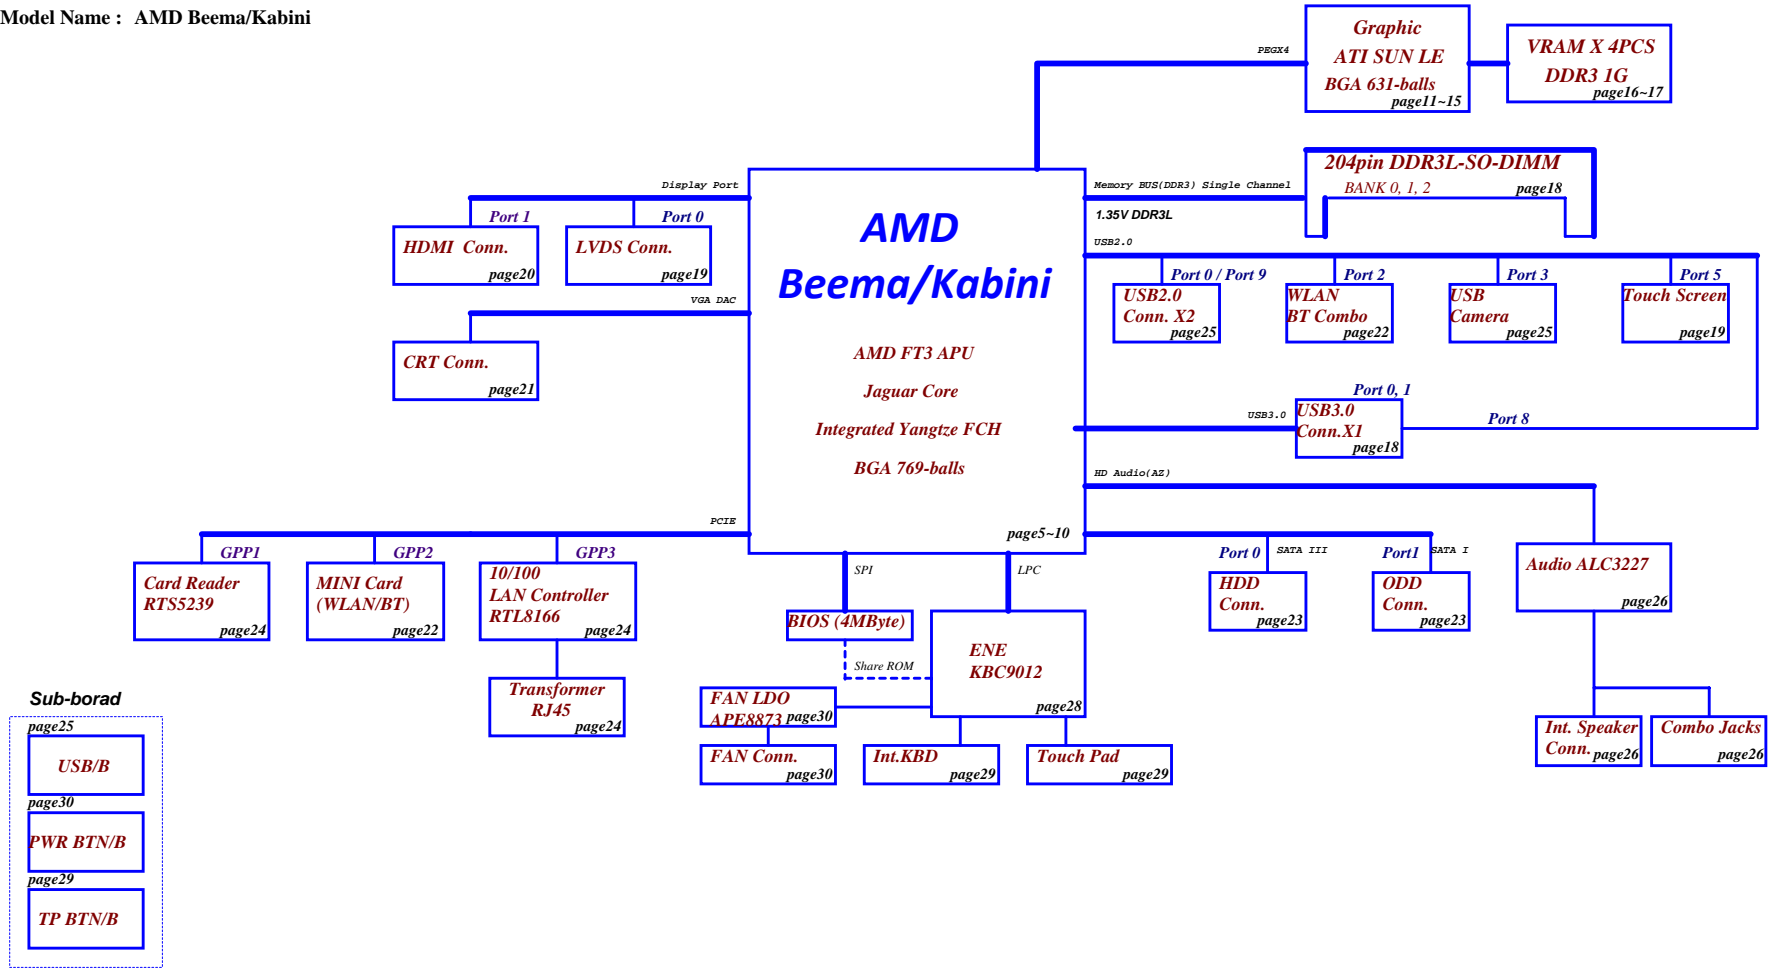 Model Name : AMD Beema/Kabini
Graphic
ATI SUN LE
BGA 631-balls
page11~15
VRAM X 4PCS
DDR3 1G
page16~17
PEGX4
204pin DDR3L-SO-DIMM
BANK 0, 1, 2
page18
Memory BUS(DDR3) Single Channel
1.35V DDR3L
USB2.0
Display Port
Port 1
HDMI Conn.
page20
Port 0
LVDS Conn.
page19
VGA DAC
CRT Conn.
page21
AMD
Beema/Kabini
AMD FT3 APU
Jaguar Core
Integrated Yangtze FCH
BGA 769-balls
page5~10
Port 0 / Port 9
USB2.0
Conn. X2
page25
Port 2
WLAN
BT Combo
page22
Port 3
USB
Camera
page25
Port 5
Touch Screen
page19
Port 0, 1
USB3.0
USB3.0
Conn.X1
page18
Port 8
HD Audio(AZ)
PCIE
GPP1
Card Reader
RTS5239
page24
GPP2
MINI Card
(WLAN/BT)
page22
GPP3
10/100
LAN Controller
RTL8166
page24
Transformer
RJ45
page24
SPI
BIOS (4MByte)
Share ROM
LPC
ENE
KBC9012
page28
FAN LDO
APE8873
page30
FAN Conn.
page30
Int.KBD
page29
Touch Pad
page29
Port 0
SATA III
HDD
Conn.
page23
Port1
SATA I
ODD
Conn.
page23
Audio ALC3227
page26
Int. Speaker
Conn.
page26
Combo Jacks
page26
Sub-borad
page25
USB/B
page30
PWR BTN/B
page29
TP BTN/B